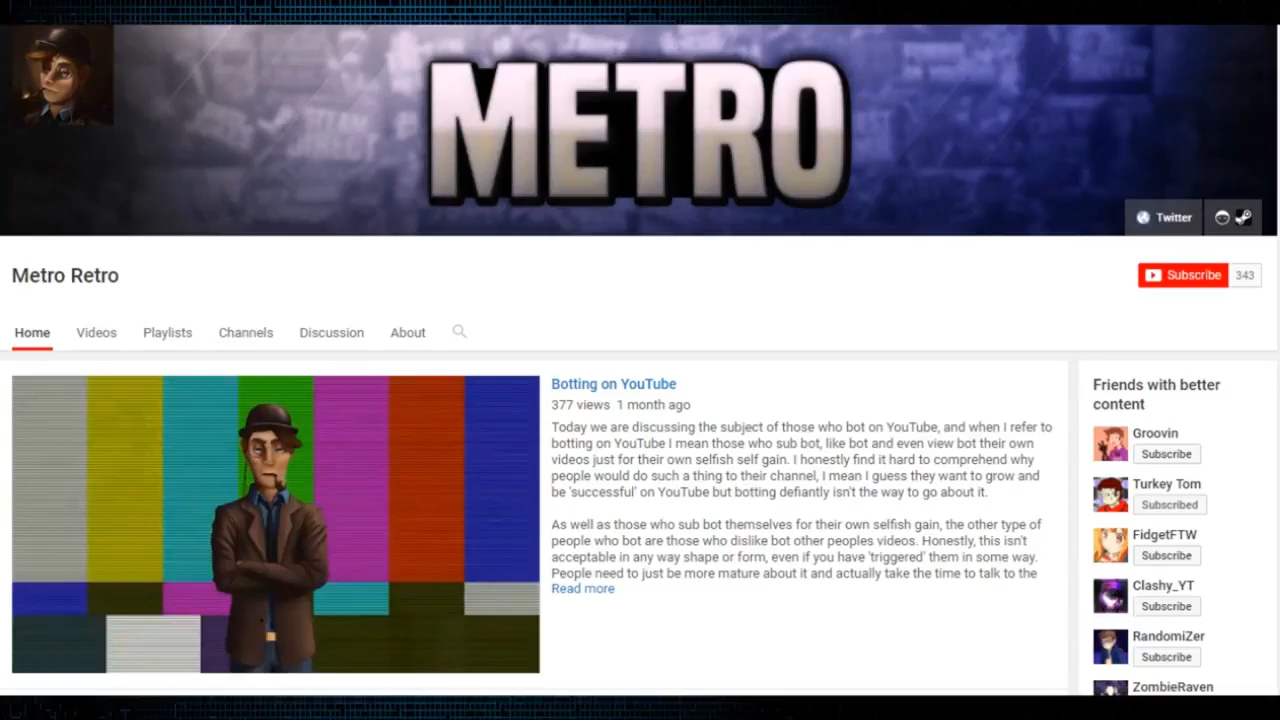 METRO
Twitter
Metro Retro
Subscribe 343
Home Videos Playlists Channels Discussion About
Botting on YouTube
377 views 1 month ago
Today we are discussing the subject of those who bot on YouTube, and when I refer to
botting on YouTube I mean those who sub bot, like bot and even view bot their own
videos just for their own selfish self gain. I honestly find it hard to comprehend why
people would do such a thing to their channel, I mean I guess they want to grow and
be 'successful' on YouTube but botting defiantly isn't the way to go about it.
As well as those who sub bot themselves for their own selfish gain, the other type of
people who bot are those who dislike bot other peoples videos. Honestly, this isn't
acceptable in any way shape or form, even if you have 'triggered' them in some way.
People need to just be more mature about it and actually take the time to talk to the
Read more
Friends with better
content
Groovin
Subscribe
Turkey Tom
Subscribed
FidgetFTW
Subscribe
Clashy_YT
Subscribe
RandomiZer
Subscribe
ZombieRaven